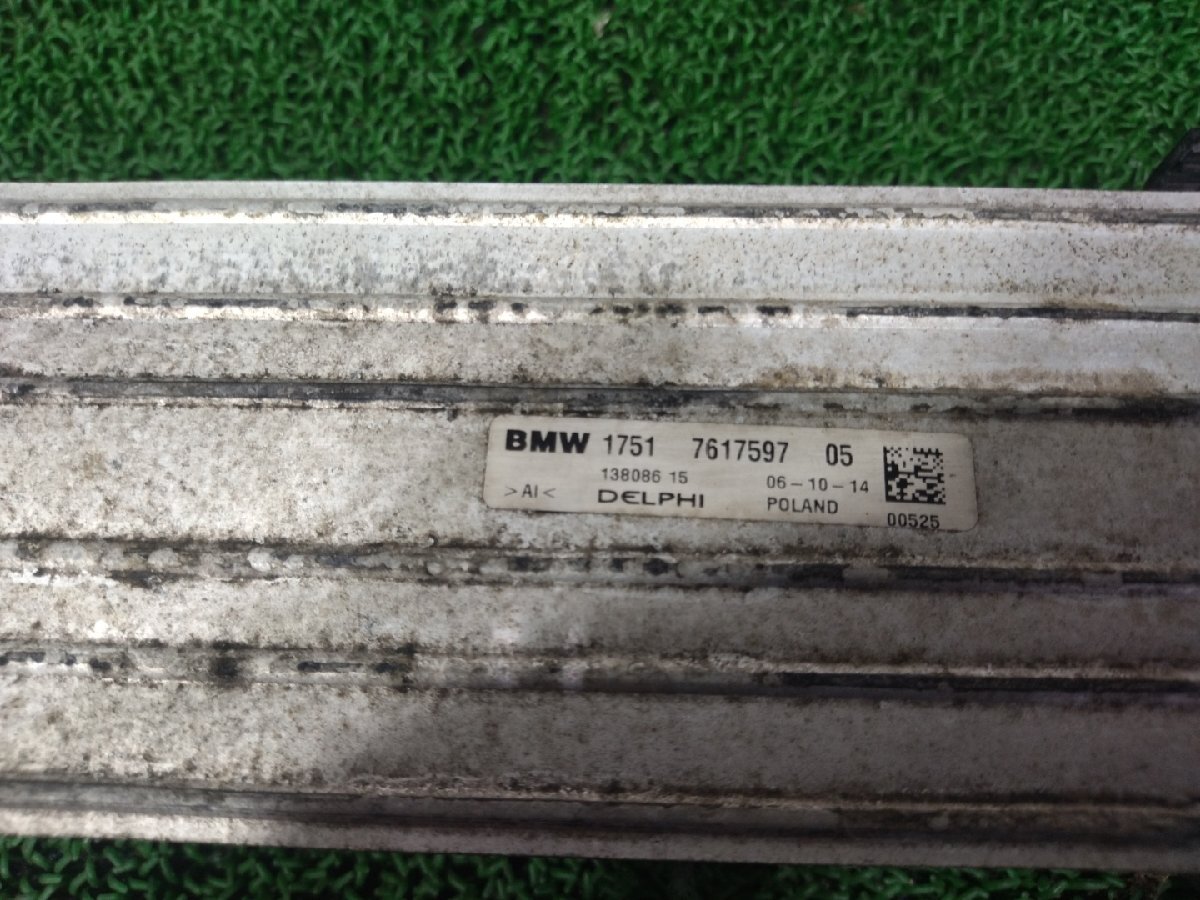 BMW 1751 7617597 05
138086 15 06-10-14
>Al< DELPHI POLAND
00525